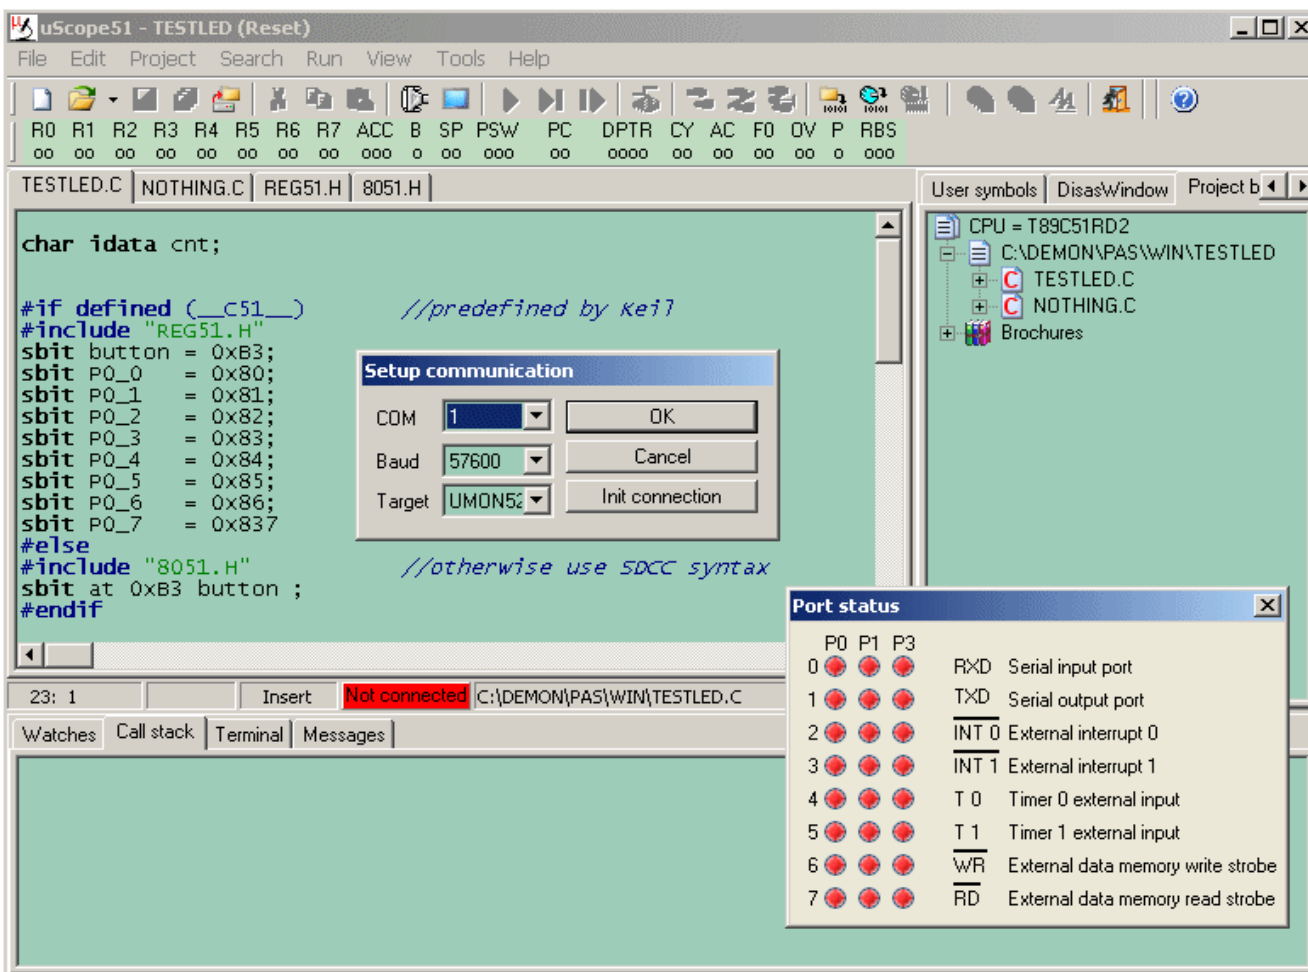 uScope51 - TESTLED (Reset)
File Edit Project Search Run View Tools Help
R0 R1 R2 R3 R4 R5 R6 R7 ACC B SP PSW PC DPTR CY AC F0 OV P RBS
00 00 00 00 00 00 00 00 000 0 00 000 00 0000 00 00 00 00 0 000
TESTLED.C NOTHING.C REG51.H 8051.H
char idata cnt;
#if defined (__C51__) //predefined by Keil
#include "REG51.H"
sbit button = 0xB3;
sbit P0_0 = 0x80;
sbit P0_1 = 0x81;
sbit P0_2 = 0x82;
sbit P0_3 = 0x83;
sbit P0_4 = 0x84;
sbit P0_5 = 0x85;
sbit P0_6 = 0x86;
sbit P0_7 = 0x837
#else
#include "8051.H" //otherwise use SDCC syntax
sbit at 0xB3 button ;
#endif
Setup communication
COM 1 OK
Baud 57600 Cancel
Target UMON52 Init connection
User symbols DisasWindow Project b
CPU = T89C51RD2
C:\DEMON\PAS\WIN\TESTLED
TESTLED.C
NOTHING.C
Brochures
23: 1 Insert Not connected C:\DEMON\PAS\WIN\TESTLED.C
Watches Call stack Terminal Messages
Port status
P0 P1 P3
0 RXD Serial input port
1 TXD Serial output port
2 INT 0 External interrupt 0
3 INT 1 External interrupt 1
4 T 0 Timer 0 external input
5 T 1 Timer 1 external input
6 WR External data memory write strobe
7 RD External data memory read strobe